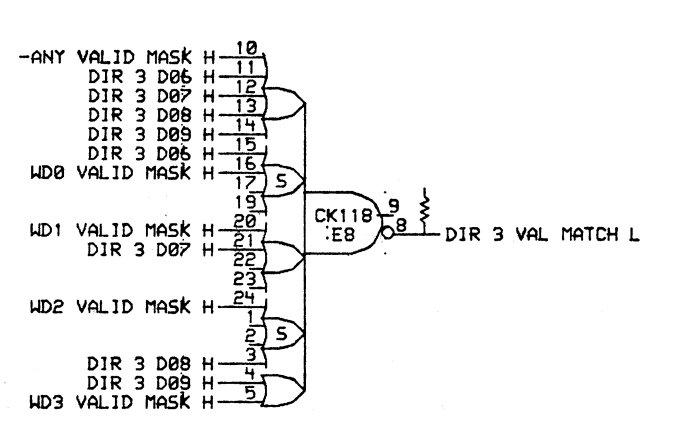 -ANY VALID MASK H 10
DIR 3 D06 H 11
DIR 3 D07 H 12
DIR 3 D08 H 13
DIR 3 D09 H 14
DIR 3 D06 H 15
WD0 VALID MASK H 16
17 S
19
WD1 VALID MASK H 20
DIR 3 D07 H 21
22
23
WD2 VALID MASK H 24
1
2 S
DIR 3 D08 H 3
DIR 3 D09 H 4
WD3 VALID MASK H 5
CK118 9
E8 8 DIR 3 VAL MATCH L